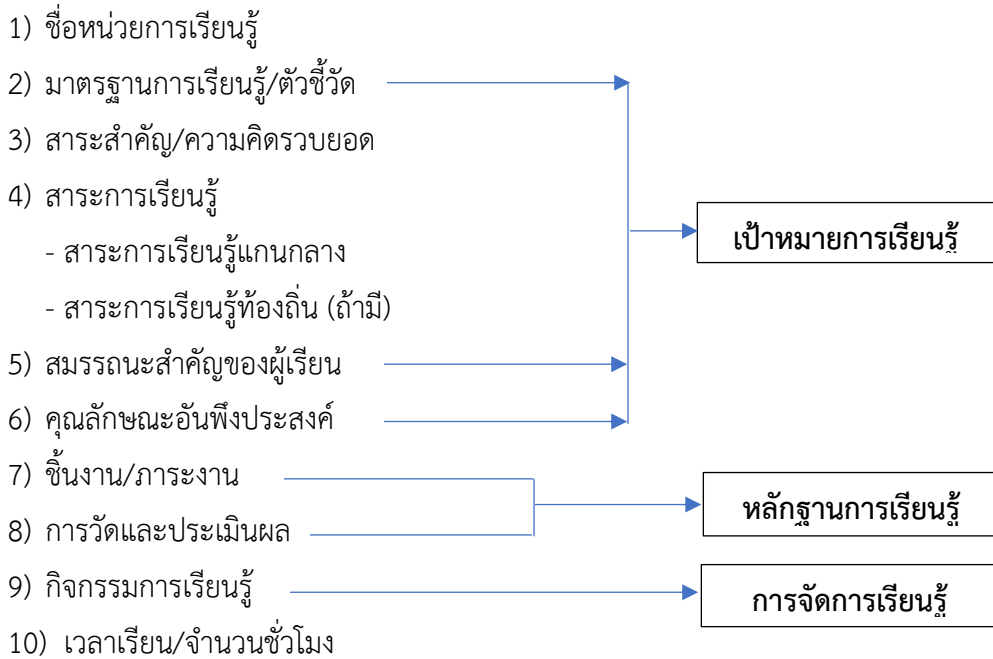 1) ชื่อหน่วยการเรียนรู้
2) มาตรฐานการเรียนรู้/ตัวชี้วัด
3) สาระสำคัญ/ความคิดรวบยอด
4) สาระการเรียนรู้
- สาระการเรียนรู้แกนกลาง
- สาระการเรียนรู้ท้องถิ่น (ถ้ามี)
เป้าหมายการเรียนรู้
5) สมรรถนะสำคัญของผู้เรียน
6) คุณลักษณะอันพึงประสงค์
7) ชิ้นงาน/ภาระงาน
8) การวัดและประเมินผล
หลักฐานการเรียนรู้
9) กิจกรรมการเรียนรู้
การจัดการเรียนรู้
10) เวลาเรียน/จำนวนชั่วโมง